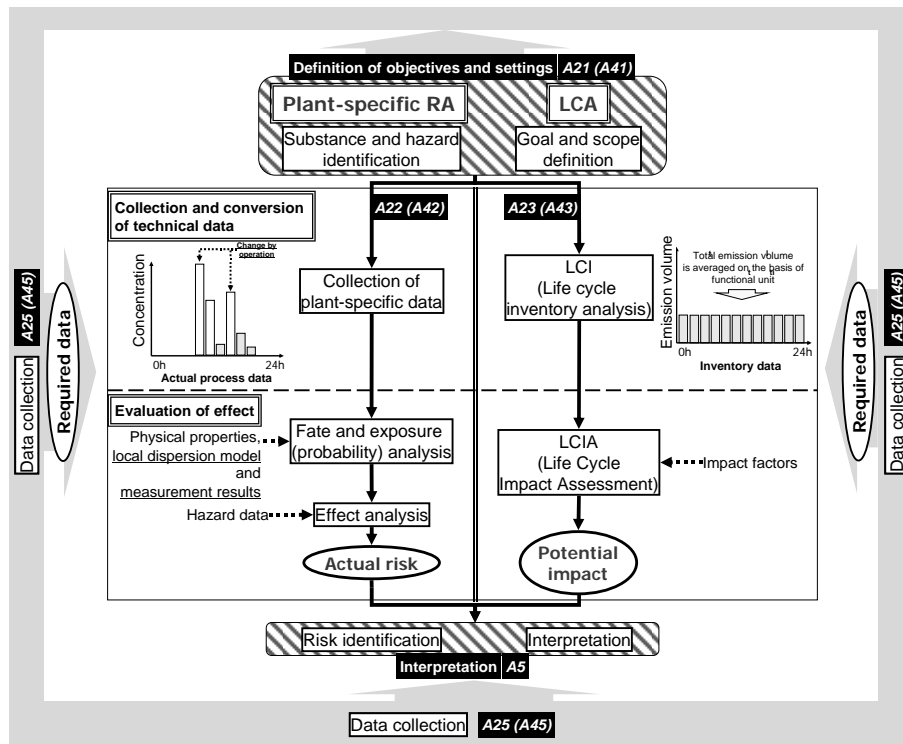 Definition of objectives and settings A21 (A41)
Plant-specific RA
LCA
Substance and hazard
identification
Goal and scope
definition
A22 (A42)
A23 (A43)
Collection and conversion
of technical data
Change by
operation
Concentration
0h
24h
Actual process data
Collection of
plant-specific data
LCI
(Life cycle
inventory analysis)
Total emission volume
is averaged on the basis of
functional unit
Emission volume
0h
24h
Inventory data
Data collection A25 (A45)
Required data
Required data
Data collection A25 (A45)
Evaluation of effect
Physical properties,
local dispersion model
and
measurement results
Fate and exposure
(probability) analysis
LCIA
(Life Cycle
Impact Assessment)
Impact factors
Hazard data
Effect analysis
Actual risk
Potential
impact
Risk identification
Interpretation
Interpretation A5
Data collection A25 (A45)